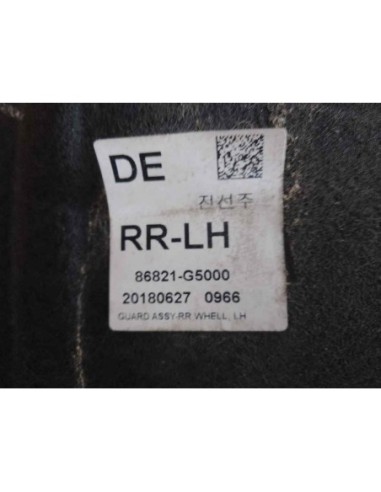 DE
진선주
RR-LH
86821-G5000
20180627 0966
GUARD ASSY-RR WHELL, LH